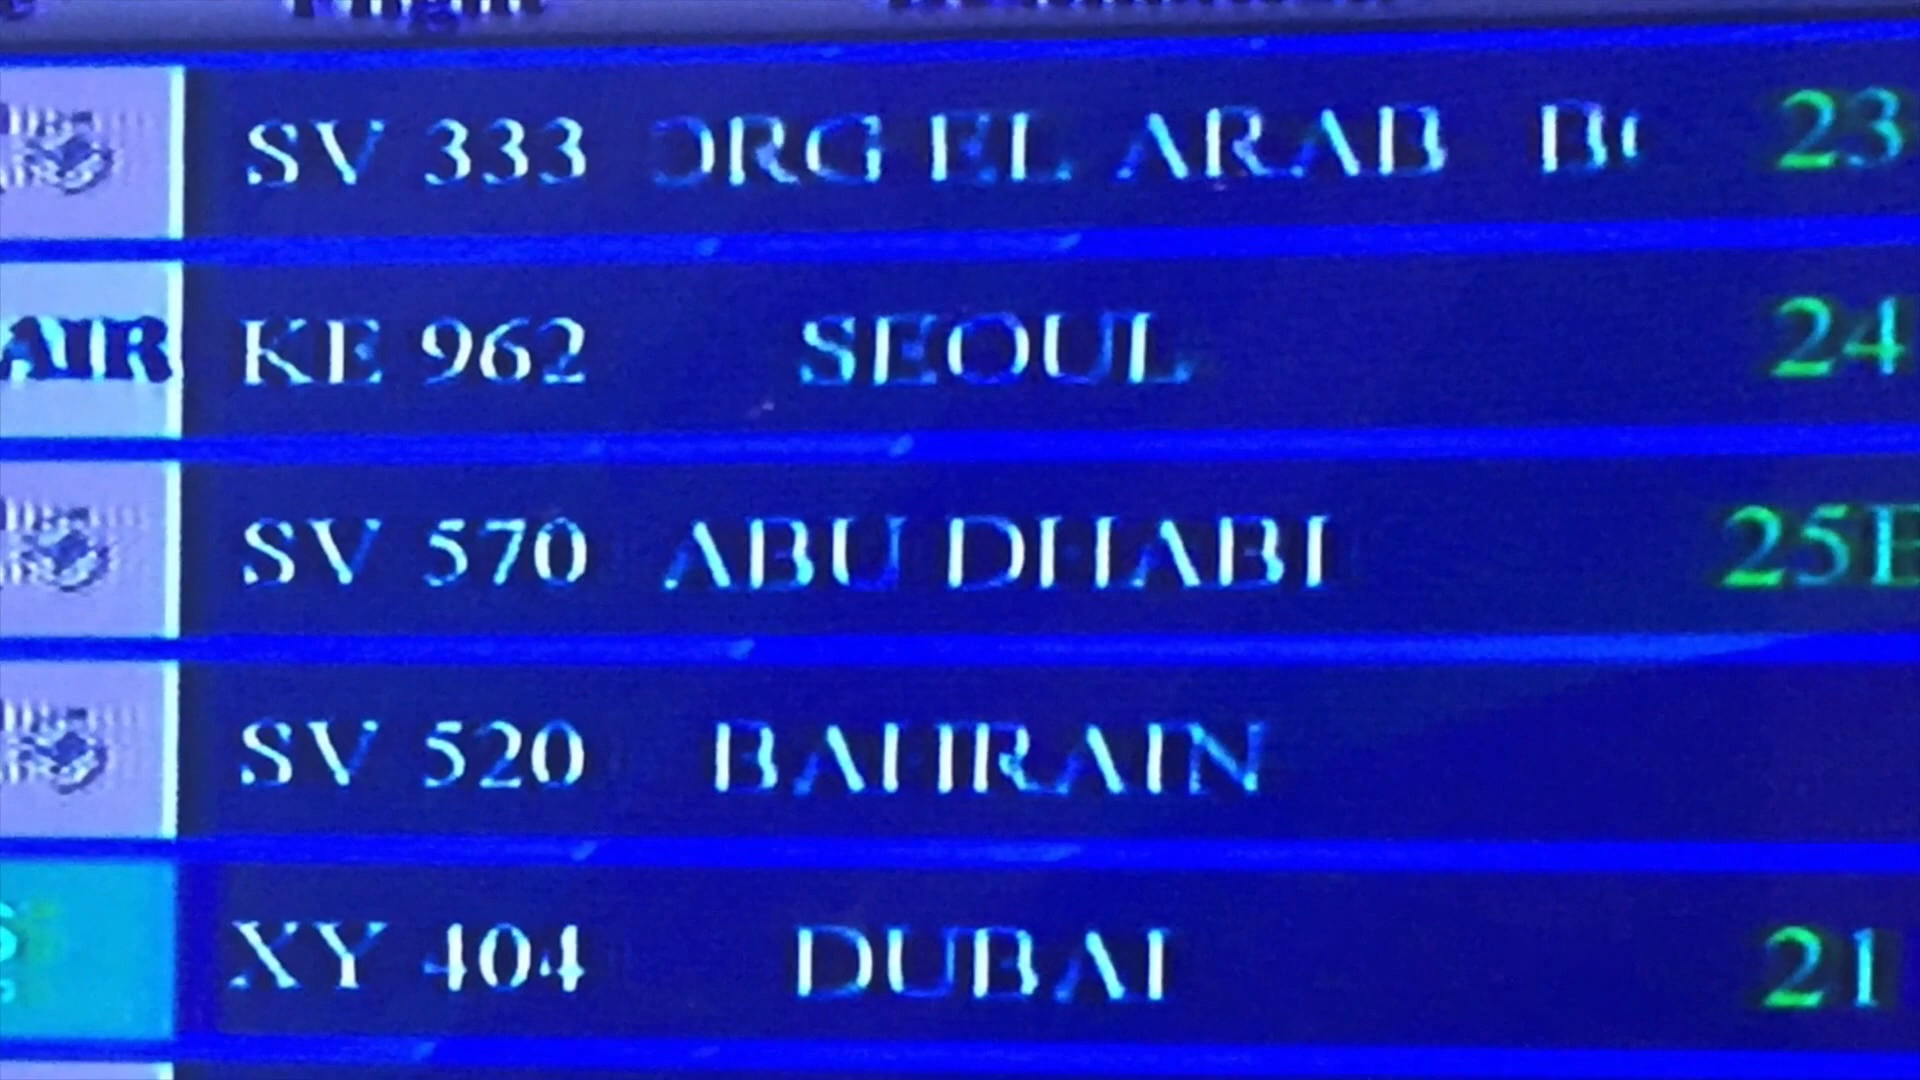 SV 333 ORG EL ARAB B 23
AIR KE 962 SEOUL 24
SV 570 ABU DHABI 25E
SV 520 BAHRAIN
XY 404 DUBAI 21